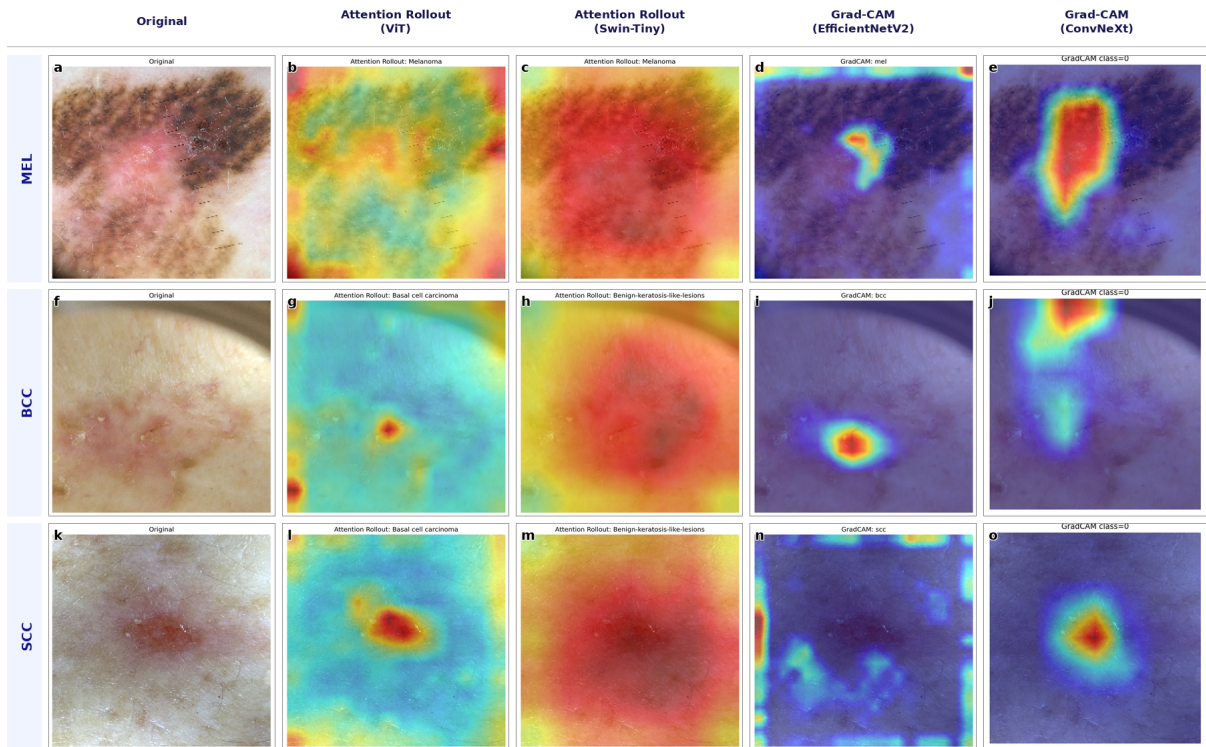 Original
Attention Rollout
(ViT)
Attention Rollout
(Swin-Tiny)
Grad-CAM
(EfficientNetV2)
Grad-CAM
(ConvNeXt)
MEL
a
Original
b
Attention Rollout: Melanoma
c
Attention Rollout: Melanoma
d
GradCAM: mel
e
GradCAM class=0
BCC
f
Original
g
Attention Rollout: Basal cell carcinoma
h
Attention Rollout: Benign-keratosis-like-lesions
i
GradCAM: bcc
j
GradCAM class=0
SCC
k
Original
l
Attention Rollout: Basal cell carcinoma
m
Attention Rollout: Benign-keratosis-like-lesions
n
GradCAM: scc
o
GradCAM class=0